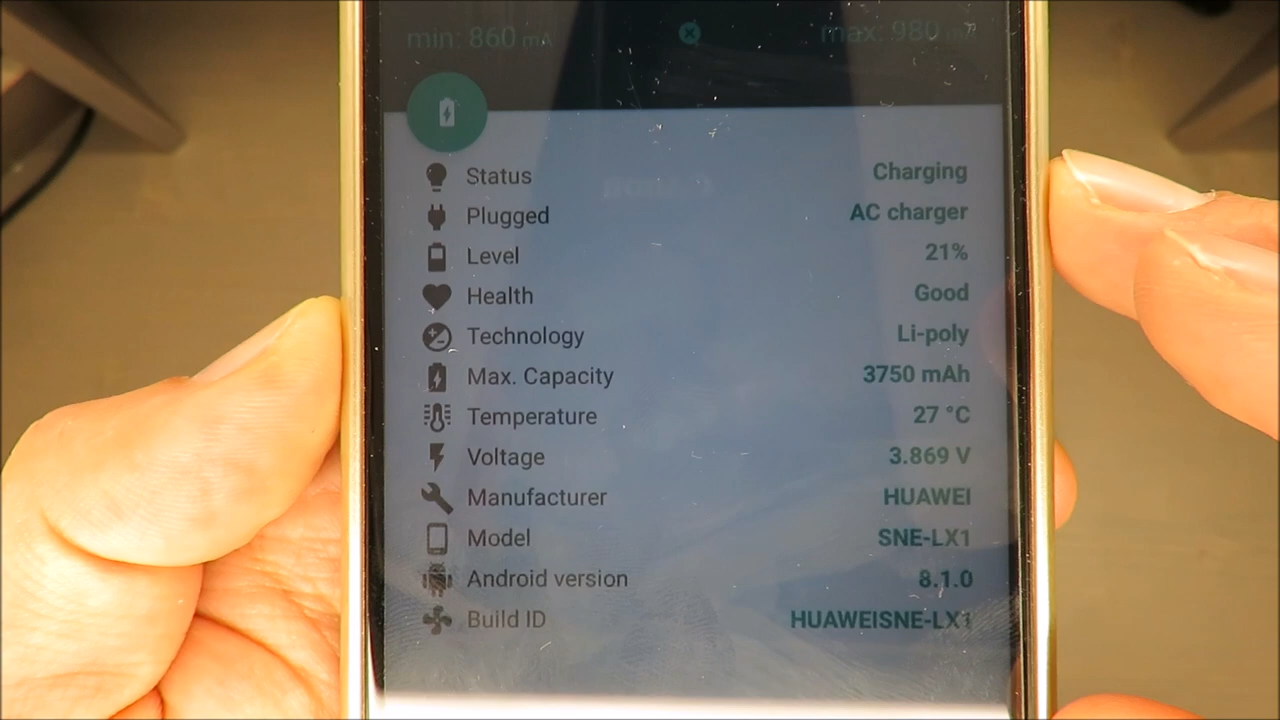 min: 860 mA max: 980 mA
Status Charging
Plugged AC charger
Level 21%
Health Good
Technology Li-poly
Max. Capacity 3750 mAh
Temperature 27 °C
Voltage 3.869 V
Manufacturer HUAWEI
Model SNE-LX1
Android version 8.1.0
Build ID HUAWEISNE-LX1